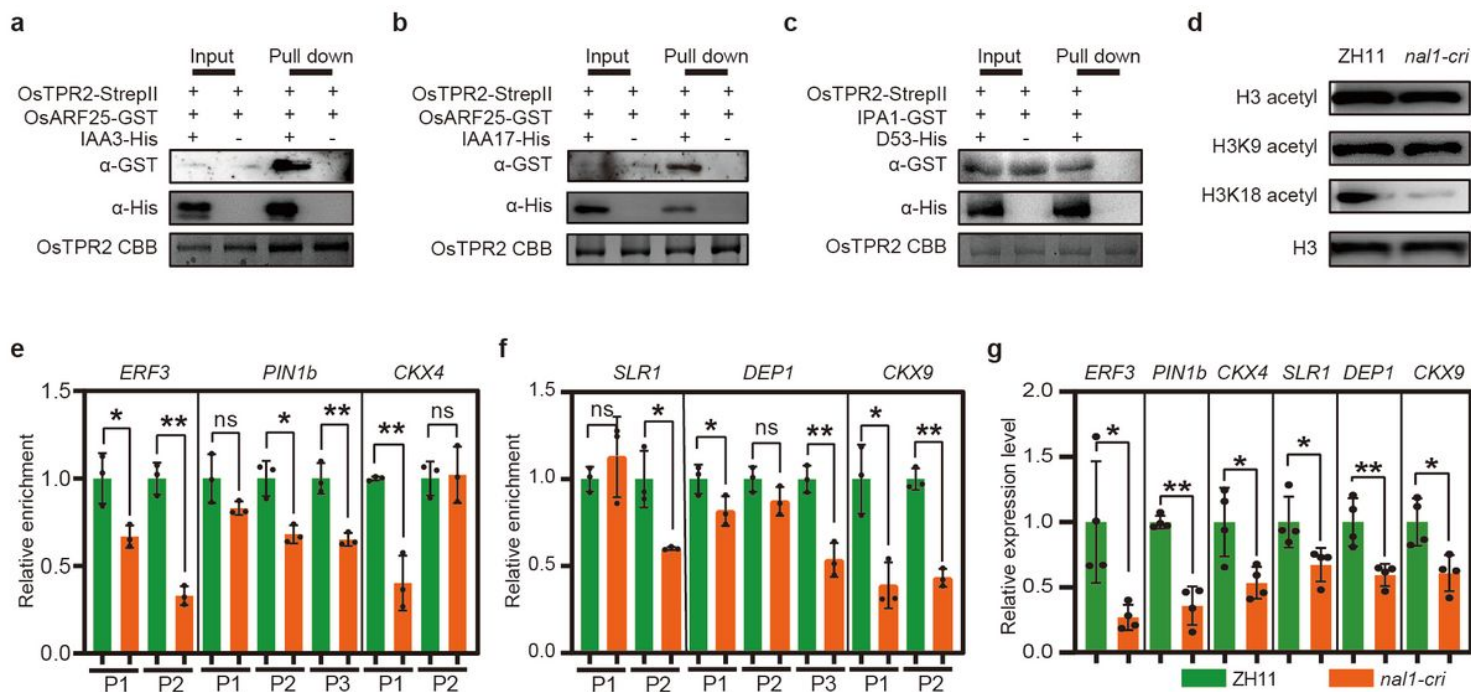 a
Input Pull down
OsTPR2-StrepII + + + +
OsARF25-GST + + + +
IAA3-His + - + -
α-GST
α-His
OsTPR2 CBB
b
Input Pull down
OsTPR2-StrepII + + + +
OsARF25-GST + + + +
IAA17-His + - + -
α-GST
α-His
OsTPR2 CBB
c
Input Pull down
OsTPR2-StrepII + + + +
IPA1-GST + + + +
D53-His + - +
α-GST
α-His
OsTPR2 CBB
d
ZH11 nal1-cri
H3 acetyl
H3K9 acetyl
H3K18 acetyl
H3
e
ERF3 PIN1b CKX4
Relative enrichment
1.5
1.0
0.5
0.0
* ** ns * ** ** ns
P1 P2 P1 P2 P3 P1 P2
f
SLR1 DEP1 CKX9
Relative enrichment
1.5
1.0
0.5
0.0
ns * * ns ** * **
P1 P2 P1 P2 P3 P1 P2
g
ERF3 PIN1b CKX4 SLR1 DEP1 CKX9
Relative expression level
2.0
1.5
1.0
0.5
0.0
* ** * * ** *
ZH11 nal1-cri